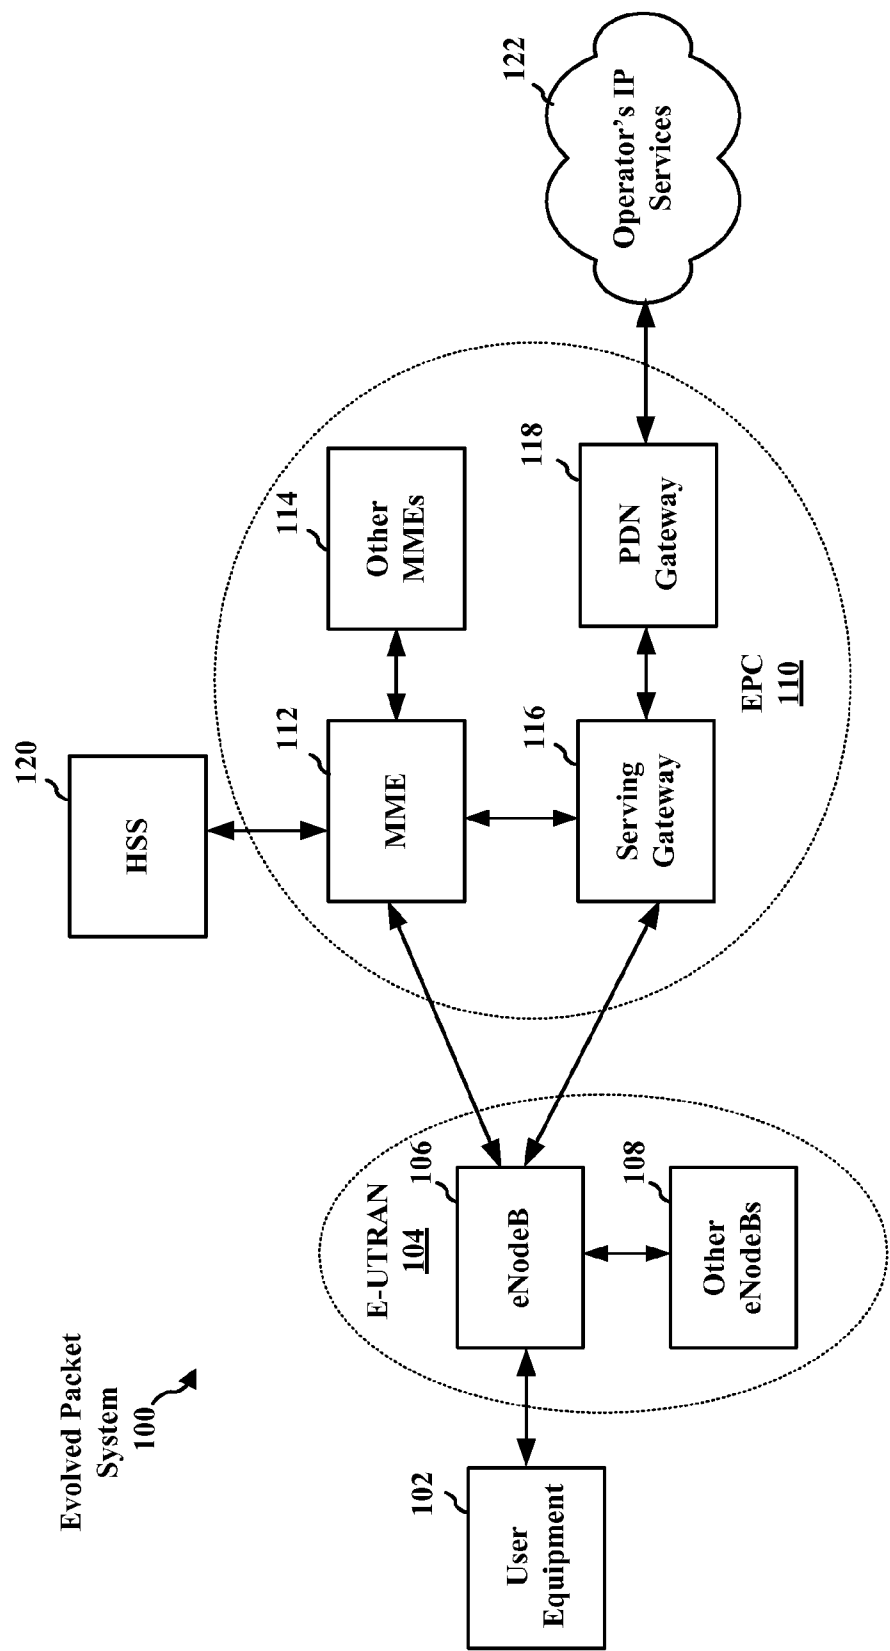 Evolved Packet
System
100
120
HSS
E-UTRAN
104
102
User
Equipment
106
eNodeB
108
Other
eNodeBs
112
MME
114
Other
MMEs
116
Serving
Gateway
118
PDN
Gateway
EPC
110
122
Operator's IP
Services